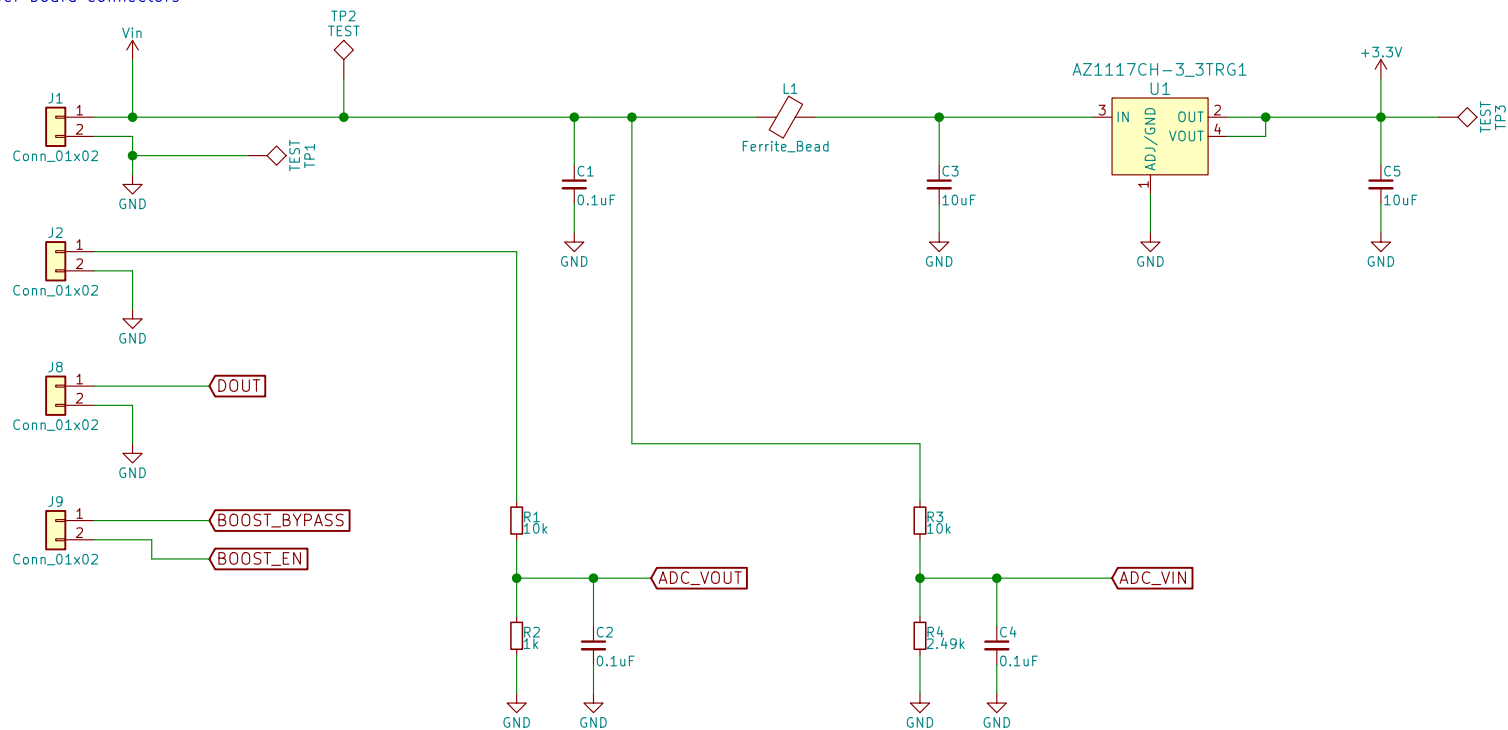 Board Connectors
Vin
TP2
TEST
+3.3V
AZ1117CH-3_3TRG1
U1
L1
Ferrite_Bead
J1
1
2
Conn_01x02
3
IN
ADJ/GND
OUT
2
VOUT
4
1
TEST
TP3
TEST
TP1
GND
C1
0.1uF
GND
C3
10uF
GND
GND
C5
10uF
GND
J2
1
2
Conn_01x02
GND
J8
1
2
Conn_01x02
DOUT
GND
J9
1
2
Conn_01x02
BOOST_BYPASS
BOOST_EN
R1
10k
ADC_VOUT
R2
1k
C2
0.1uF
GND
GND
R3
10k
ADC_VIN
R4
2.49k
C4
0.1uF
GND
GND